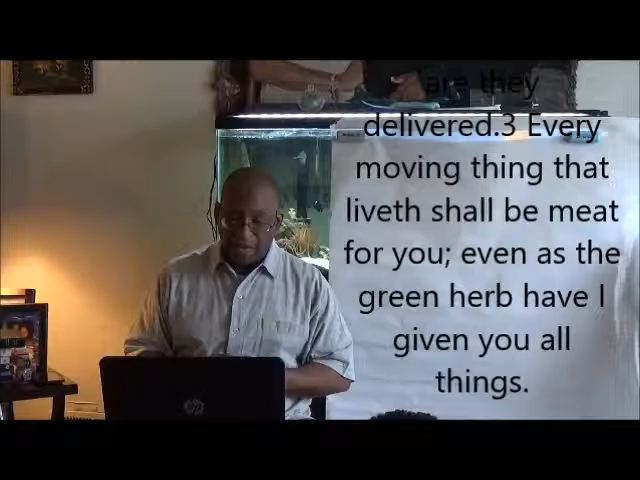 are they
delivered.3 Every
moving thing that
liveth shall be meat
for you; even as the
green herb have I
given you all
things.
hp